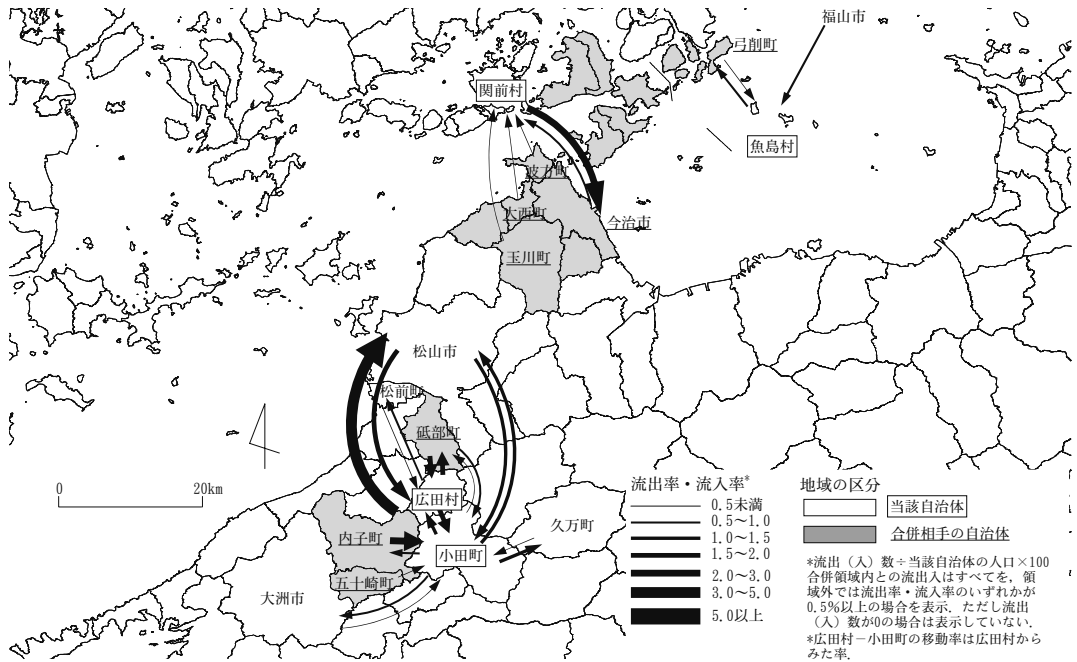 福山市
弓削町
関前村
魚島村
波方町
大西町
今治市
玉川町
松山市
松前町
砥部町
広田村
久万町
内子町
小田町
五十崎町
大洲市
0 20km
流出率・流入率*
0.5未満
0.5～1.0
1.0～1.5
1.5～2.0
2.0～3.0
3.0～5.0
5.0以上
地域の区分
当該自治体
合併相手の自治体
*流出（入）数÷当該自治体の人口×100
合併領域内との流出入はすべてを，領
域外では流出率・流入率のいずれかが
0.5％以上の場合を表示．ただし流出
（入）数が0の場合は表示していない．
*広田村－小田町の移動率は広田村から
みた率．